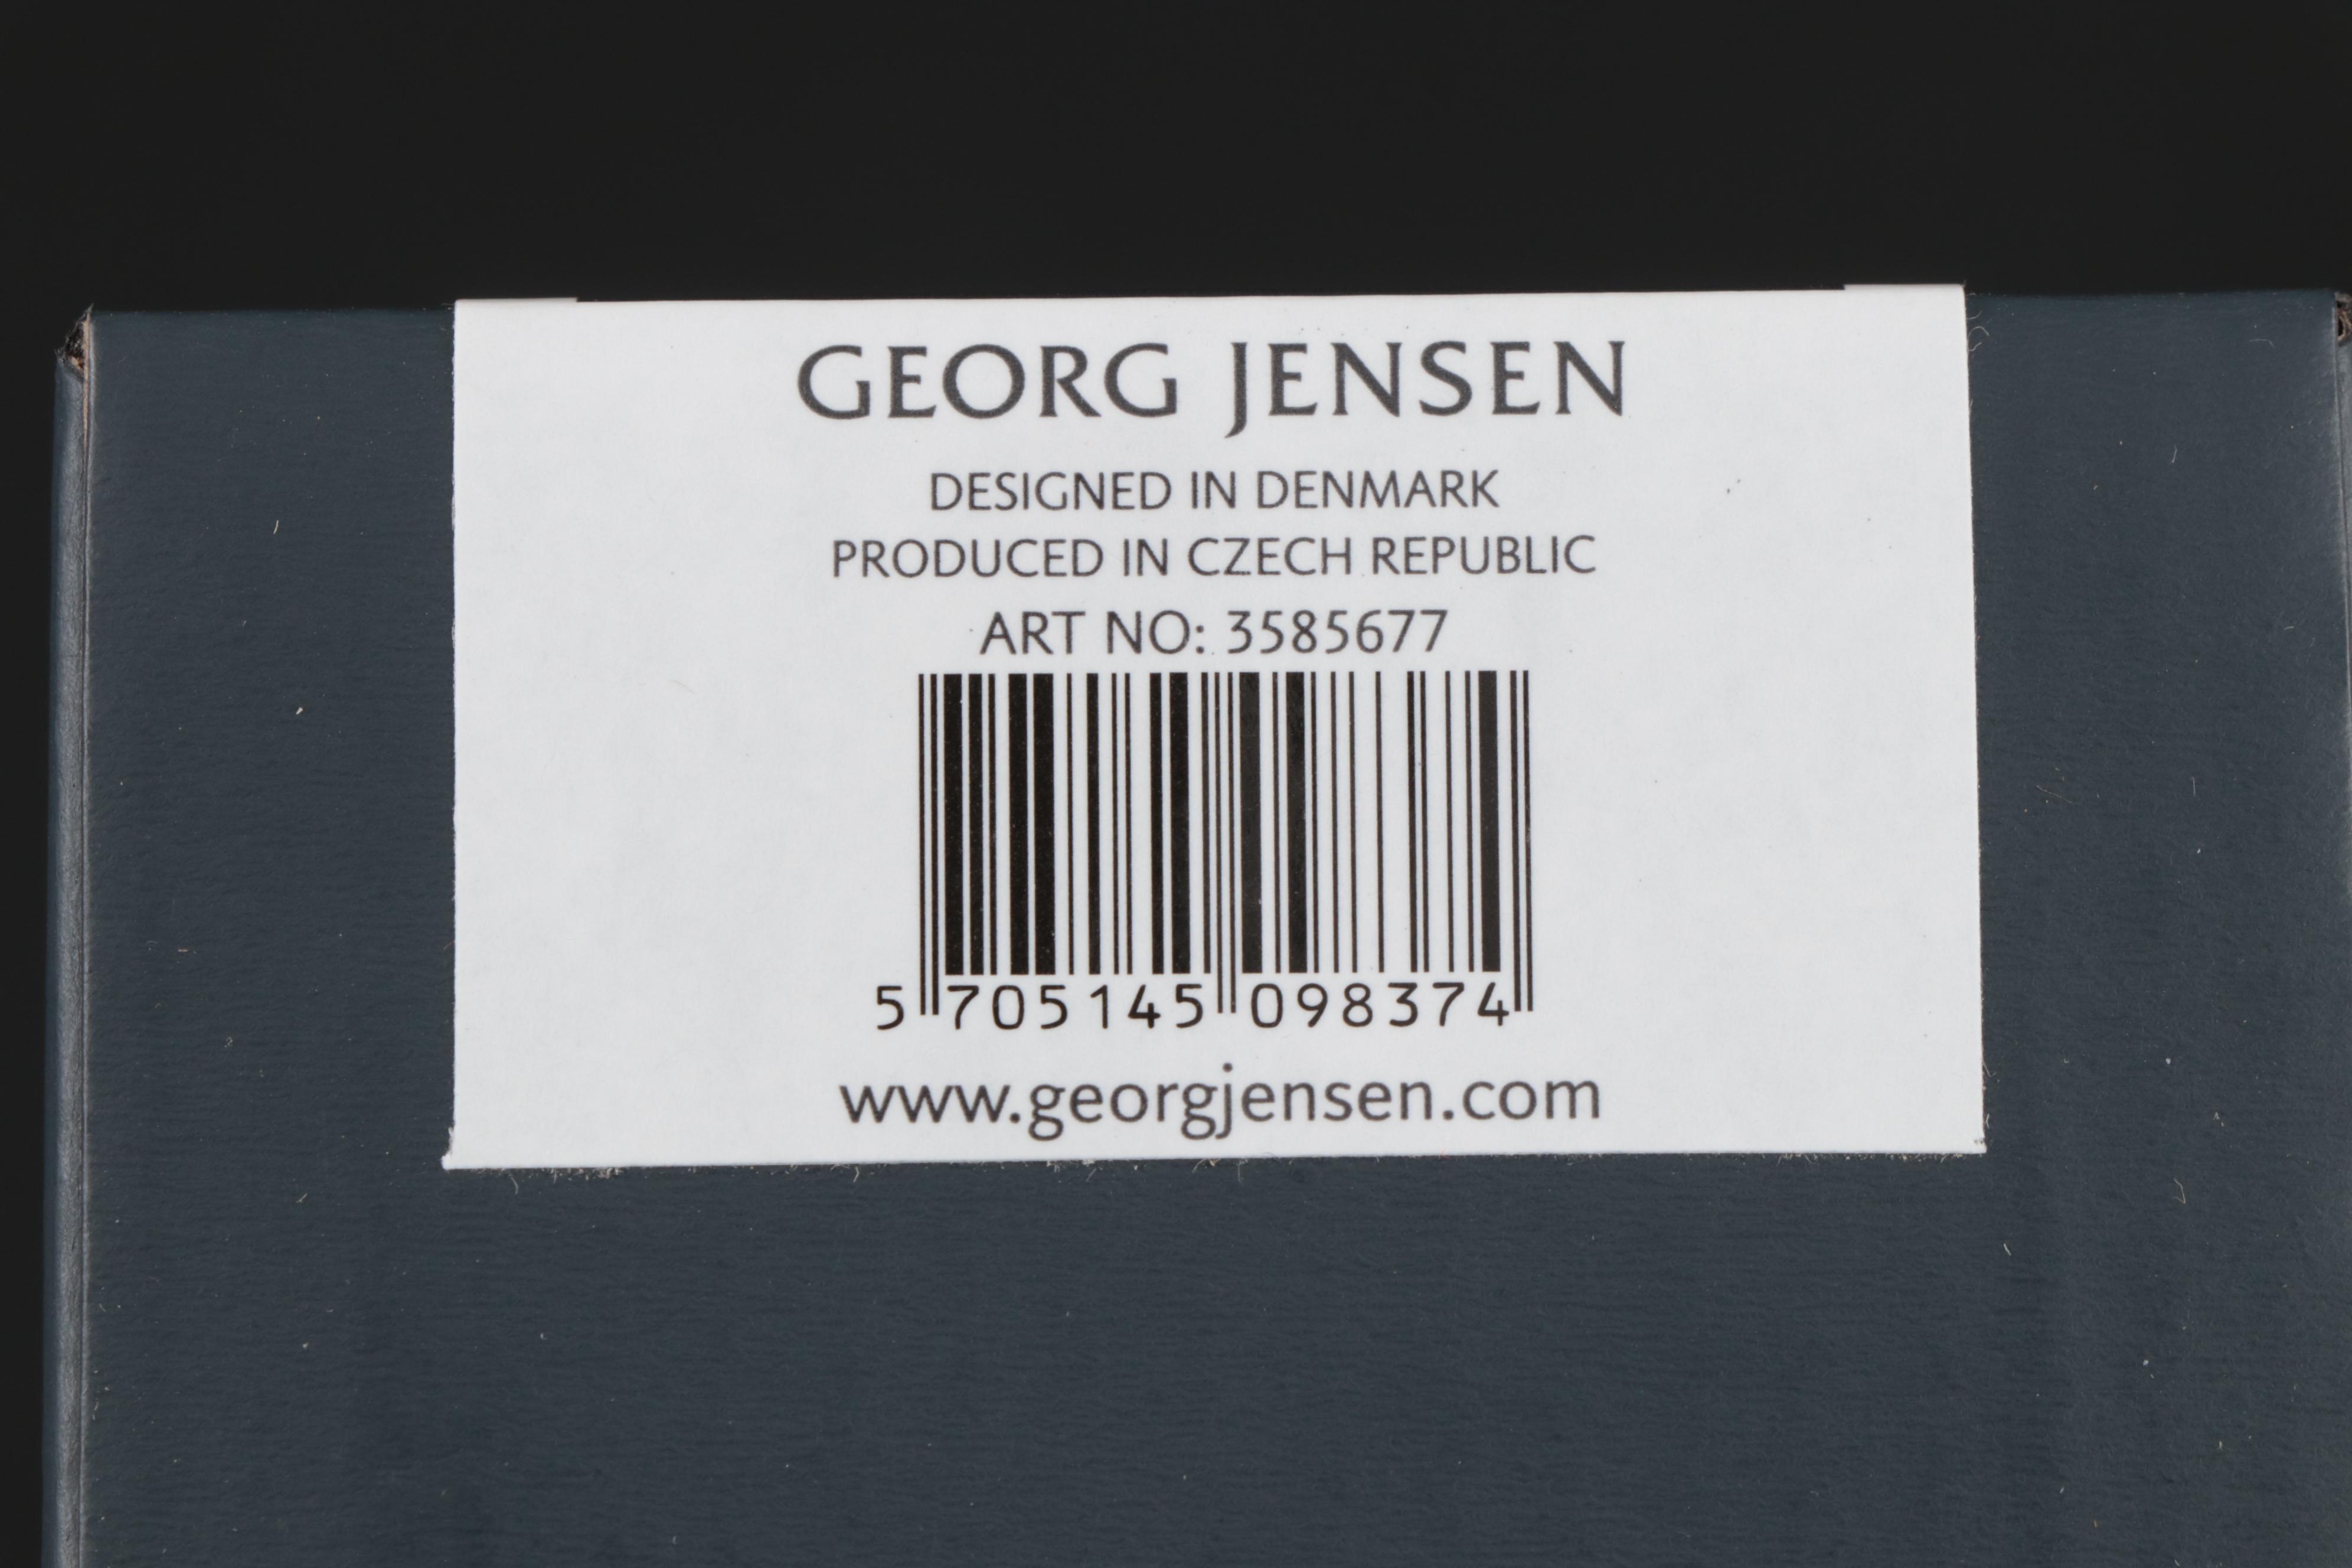 GEORG JENSEN
DESIGNED IN DENMARK
PRODUCED IN CZECH REPUBLIC
ART NO: 3585677
5 705145 098374
www.georgjensen.com